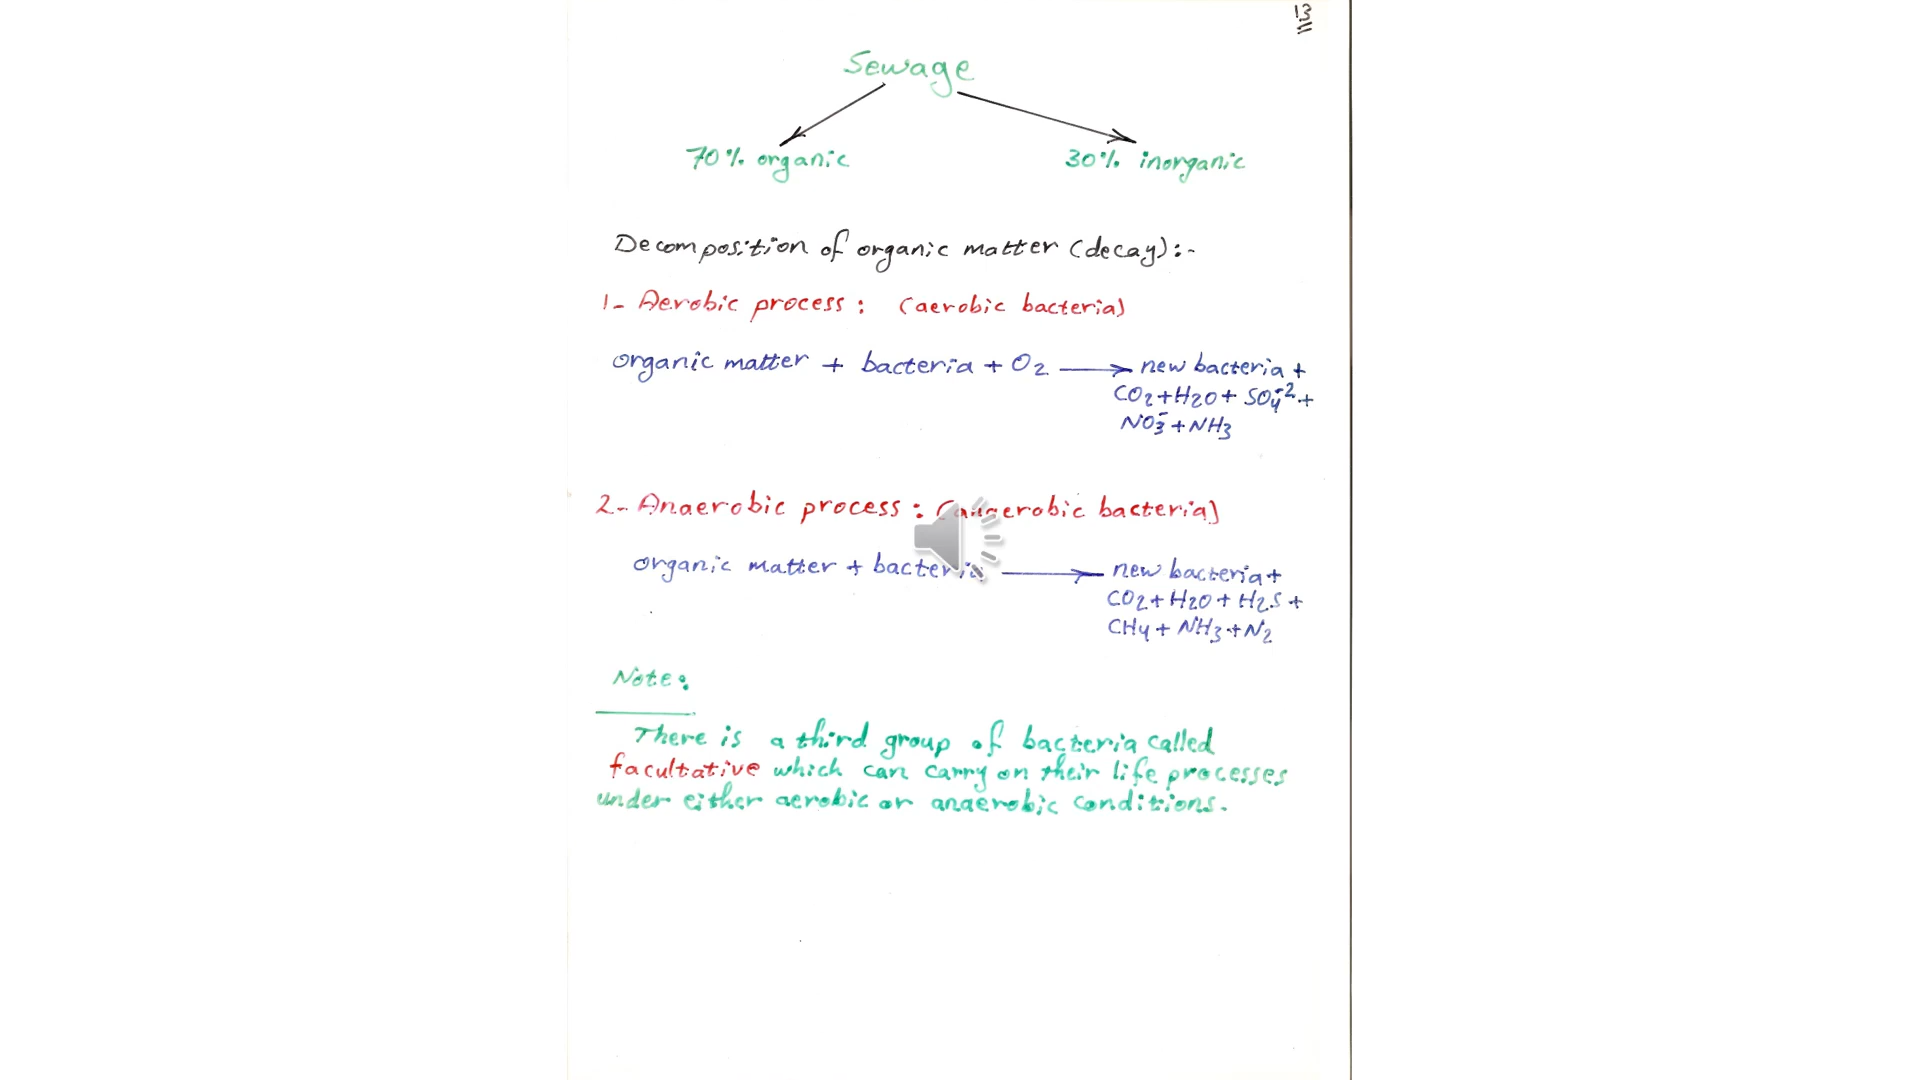 13
Sewage
70% organic 30% inorganic
Decomposition of organic matter (decay):-
1- Aerobic process: (aerobic bacteria)
organic matter + bacteria + O2 → new bacteria +
CO2+H2O+ SO4-2 +
NO3- + NH3
2- Anaerobic process: (anaerobic bacteria)
organic matter + bacteria → new bacteria +
CO2+ H2O + H2S +
CH4 + NH3 + N2
Note:
There is a third group of bacteria called
facultative which can carry on their life processes
under either aerobic or anaerobic conditions.